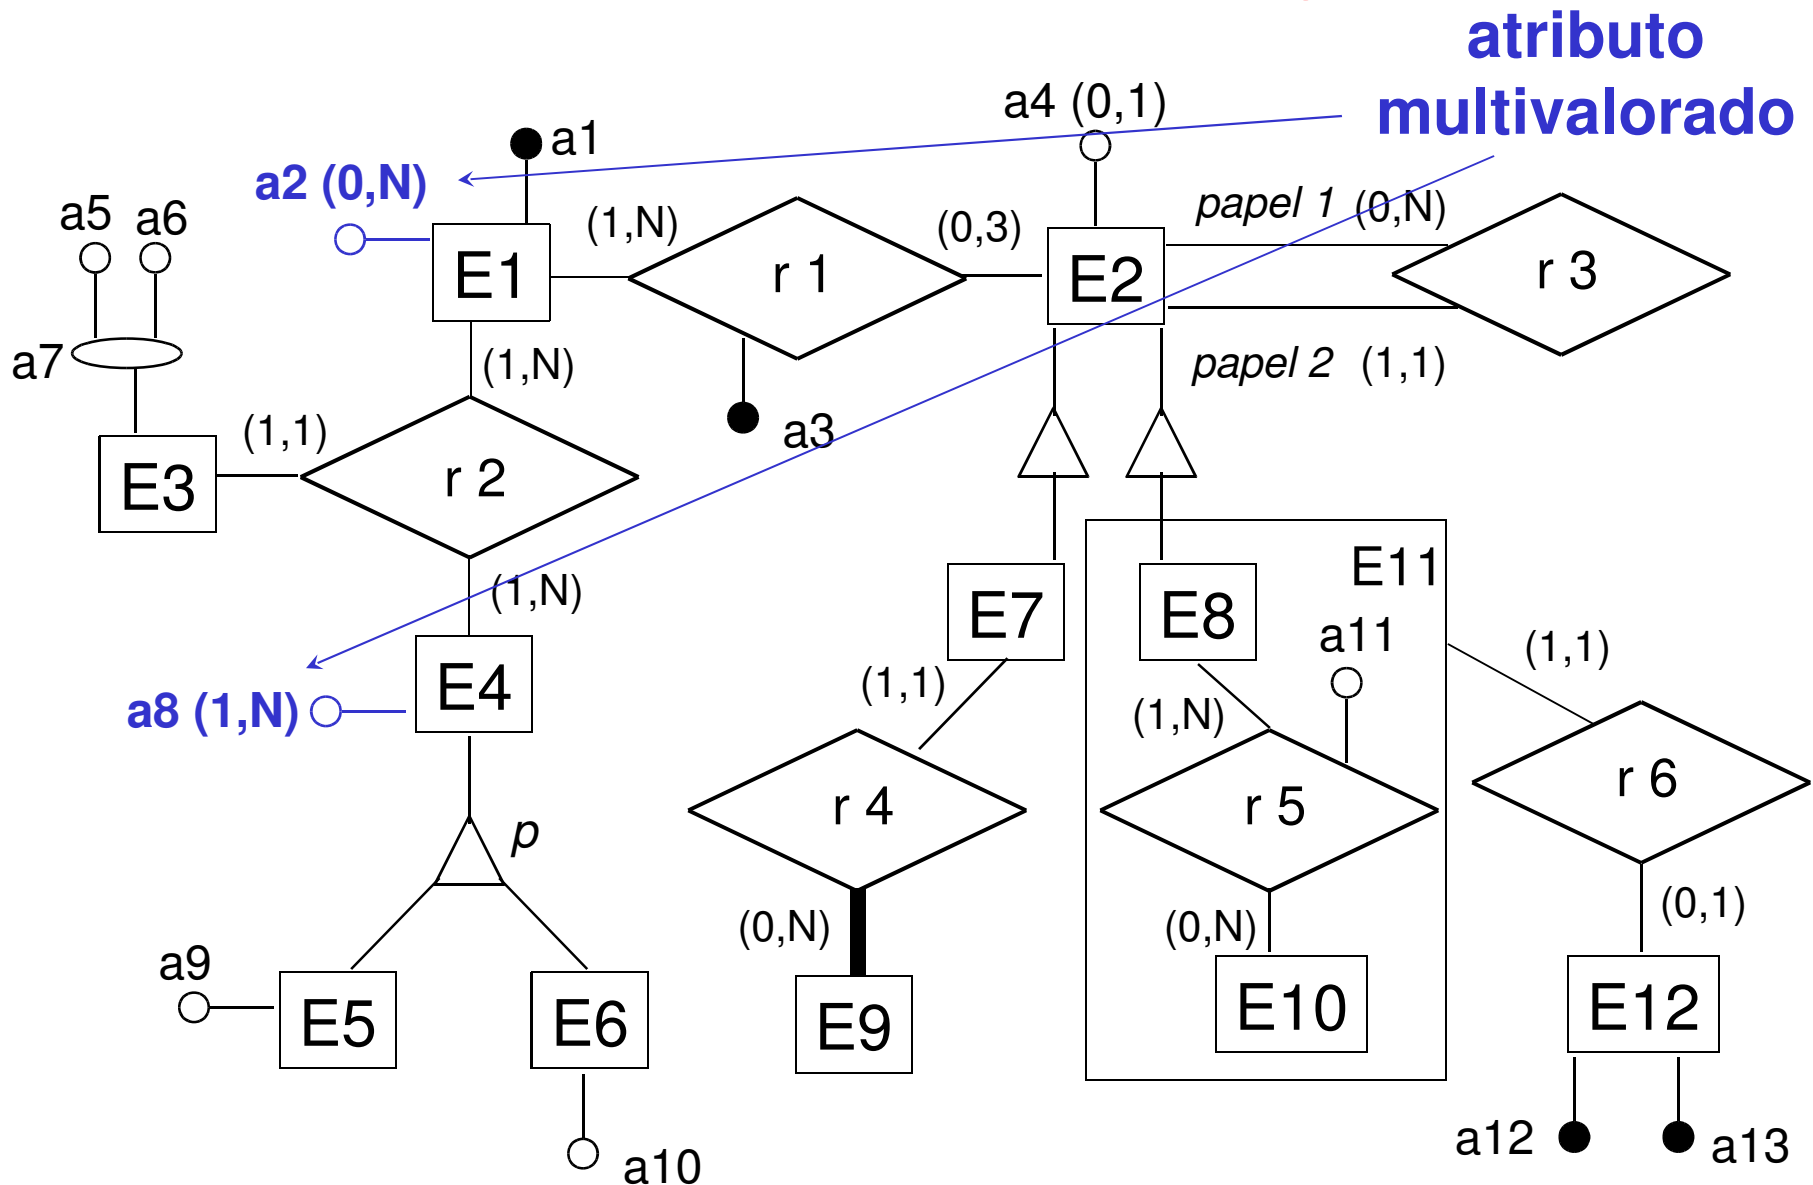 atributo
multivalorado
a4 (0,1)
a1
a2 (0,N)
a5
a6
papel 1 (0,N)
(1,N)
(0,3)
E1
r 1
E2
r 3
a7
(1,N)
papel 2 (1,1)
(1,1)
a3
E3
r 2
(1,N)
E11
E7
E8
a11
(1,1)
E4
(1,1)
a8 (1,N)
(1,N)
r 4
r 5
r 6
p
(0,N)
(0,N)
(0,1)
a9
E5
E6
E9
E10
E12
a12
a13
a10